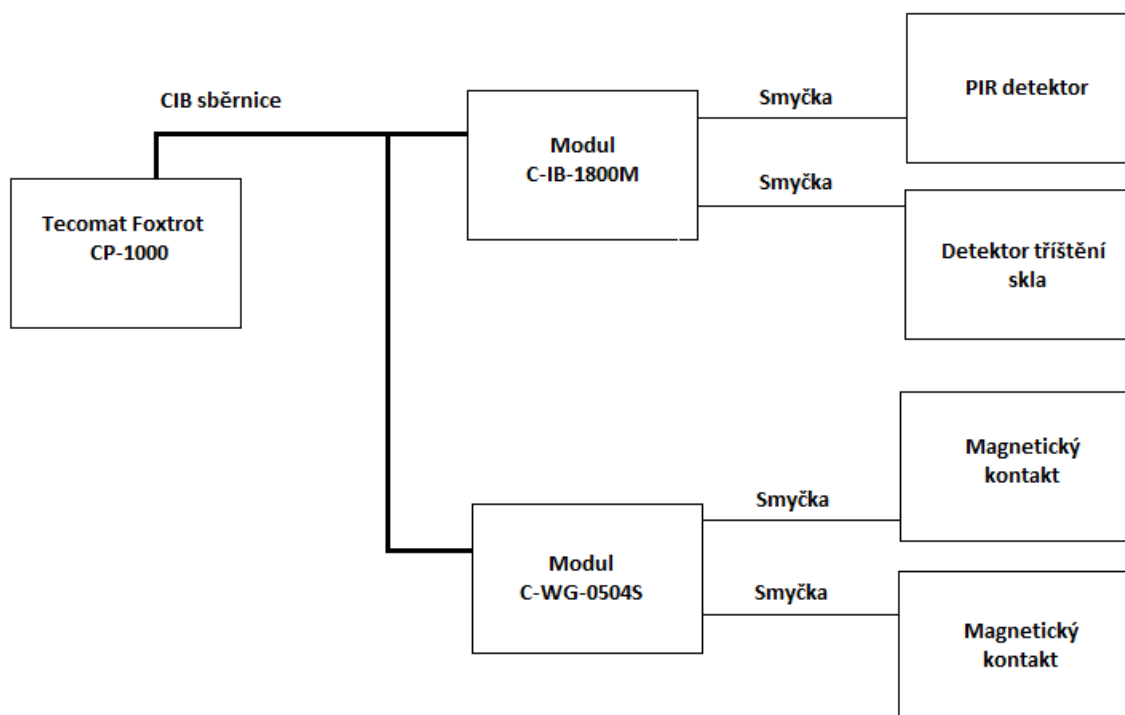 CIB sběrnice
Tecomat Foxtrot
CP-1000
Modul
C-IB-1800M
Smyčka
PIR detektor
Smyčka
Detektor tříštění
skla
Modul
C-WG-0504S
Smyčka
Magnetický
kontakt
Smyčka
Magnetický
kontakt